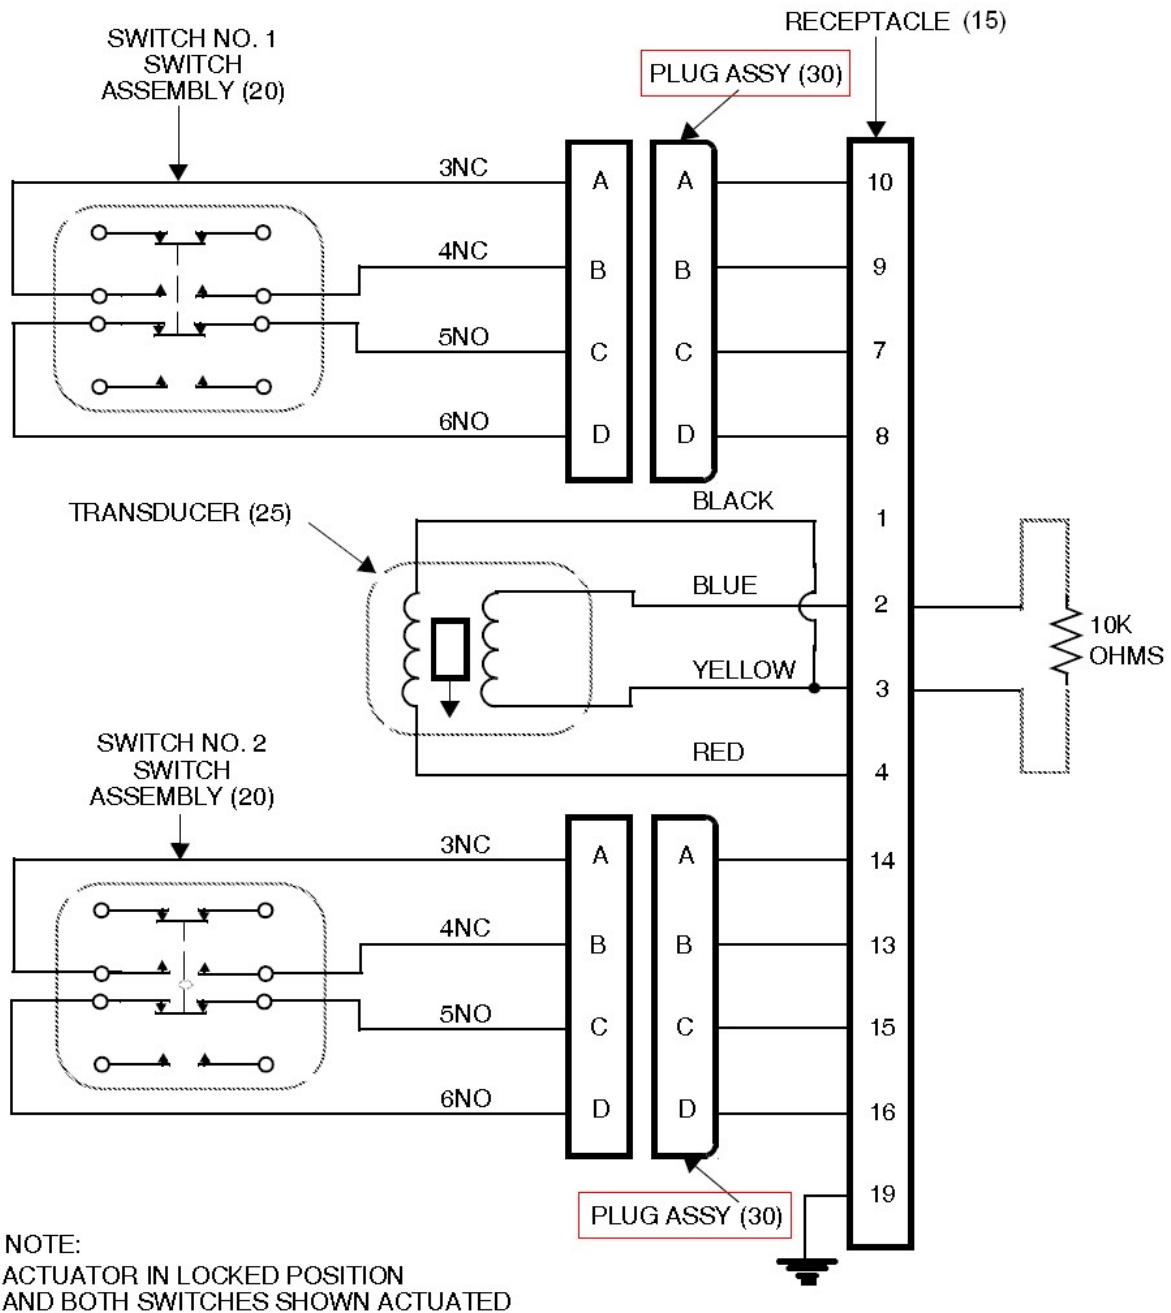 RECEPTACLE (15)
SWITCH NO. 1
SWITCH
ASSEMBLY (20)
PLUG ASSY (30)
3NC
A
A
10
4NC
B
B
9
5NO
C
C
7
6NO
D
D
8
TRANSDUCER (25)
BLACK
1
BLUE
2
10K
OHMS
YELLOW
3
RED
4
SWITCH NO. 2
SWITCH
ASSEMBLY (20)
3NC
A
A
14
4NC
B
B
13
5NO
C
C
15
6NO
D
D
16
19
PLUG ASSY (30)
NOTE:
ACTUATOR IN LOCKED POSITION
AND BOTH SWITCHES SHOWN ACTUATED